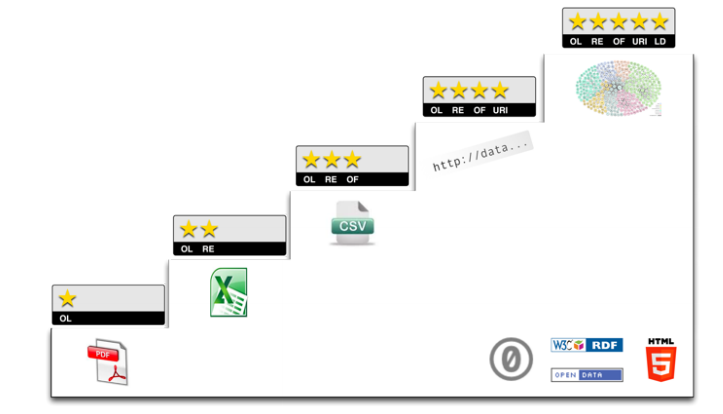 OL RE OF URI LD
OL RE OF URI
http://data...
OL RE OF
CSV
OL RE
X
OL
PDF
0
W3C RDF
OPEN DATA
HTML
5